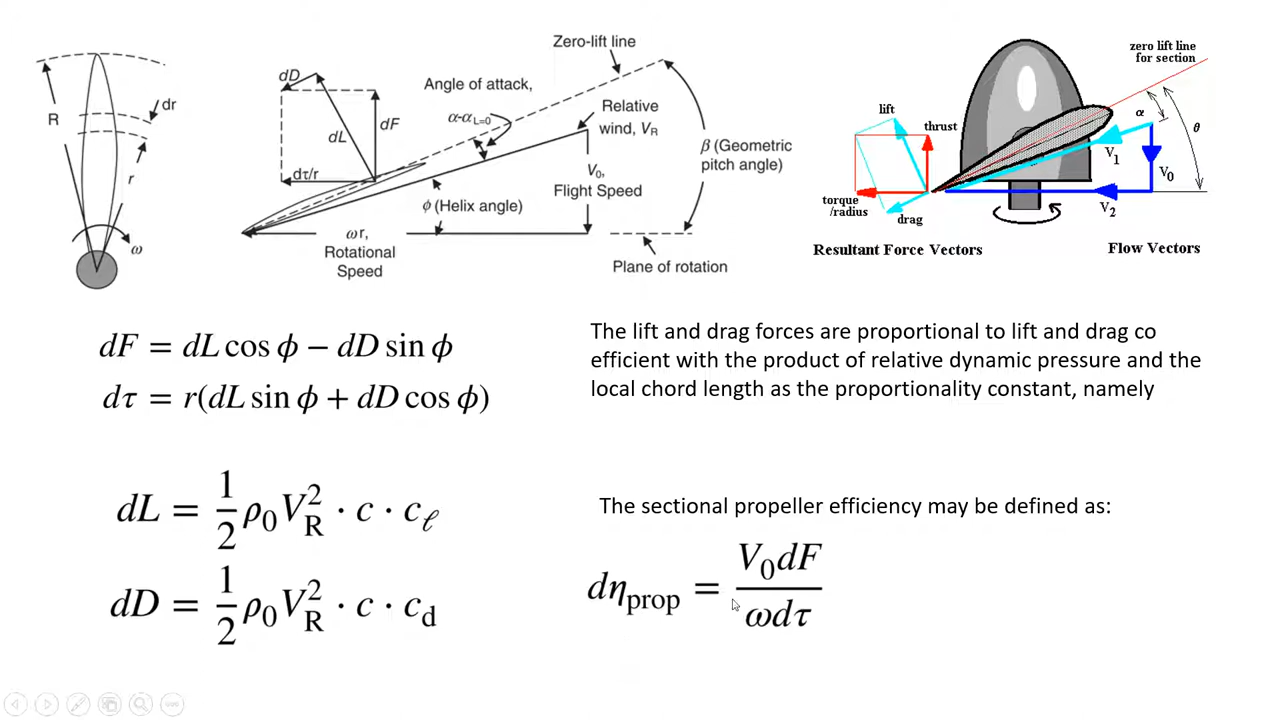 R
dr
r
ω
dD
dL
dF
dτ/r
Zero-lift line
Angle of attack,
α-α_{L=0}
Relative
wind, V_R
V_0,
Flight Speed
β (Geometric
pitch angle)
ϕ (Helix angle)
ωr,
Rotational
Speed
Plane of rotation
zero lift line
for section
lift
thrust
α
θ
V_1
V_0
V_2
torque
/radius
drag
Resultant Force Vectors
Flow Vectors
dF = dL cos ϕ − dD sin ϕ
dτ = r(dL sin ϕ + dD cos ϕ)
The lift and drag forces are proportional to lift and drag co
efficient with the product of relative dynamic pressure and the
local chord length as the proportionality constant, namely
dL = 1/2 ρ_0 V_R^2 · c · c_ℓ
dD = 1/2 ρ_0 V_R^2 · c · c_d
The sectional propeller efficiency may be defined as:
dη_prop = V_0 dF / ω dτ